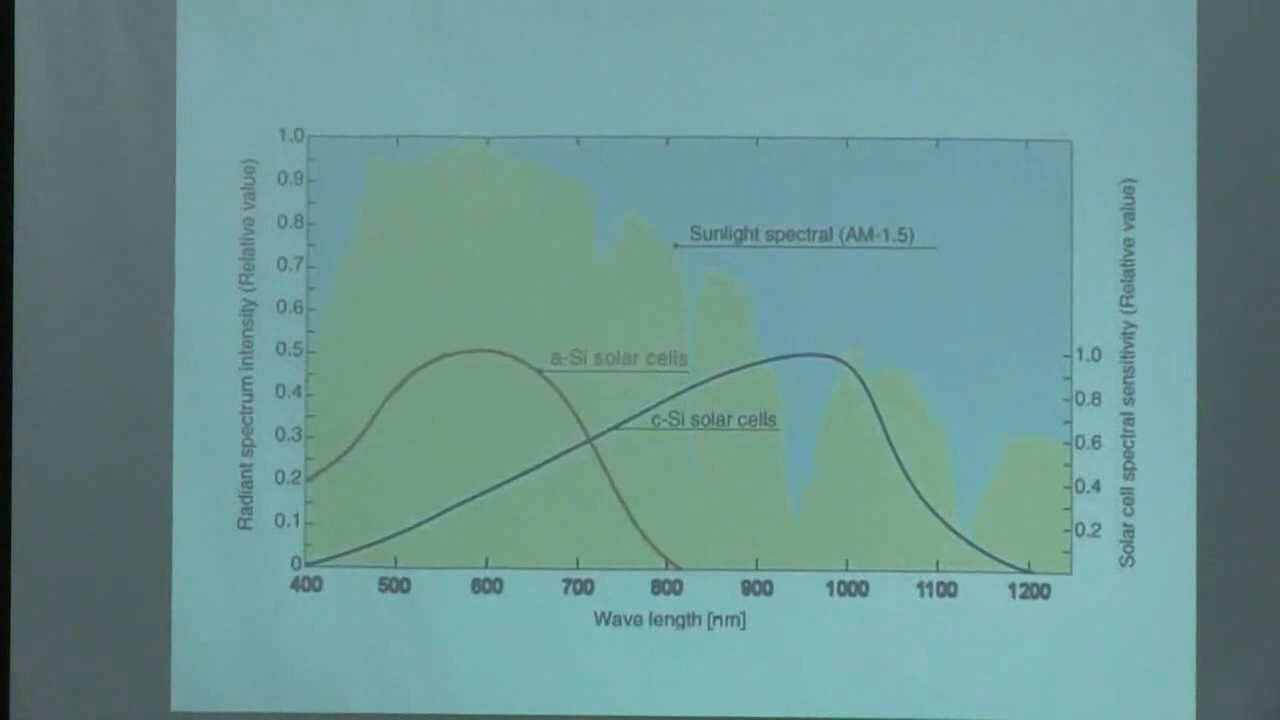 1.0
0.9
0.8
0.7
0.6
0.5
0.4
0.3
0.2
0.1
0
Radiant spectrum intensity (Relative value)
Sunlight spectral (AM-1.5)
a-Si solar cells
c-Si solar cells
1.0
0.8
0.6
0.4
0.2
Solar cell spectral sensitivity (Relative value)
400 500 600 700 800 900 1000 1100 1200
Wave length [nm]